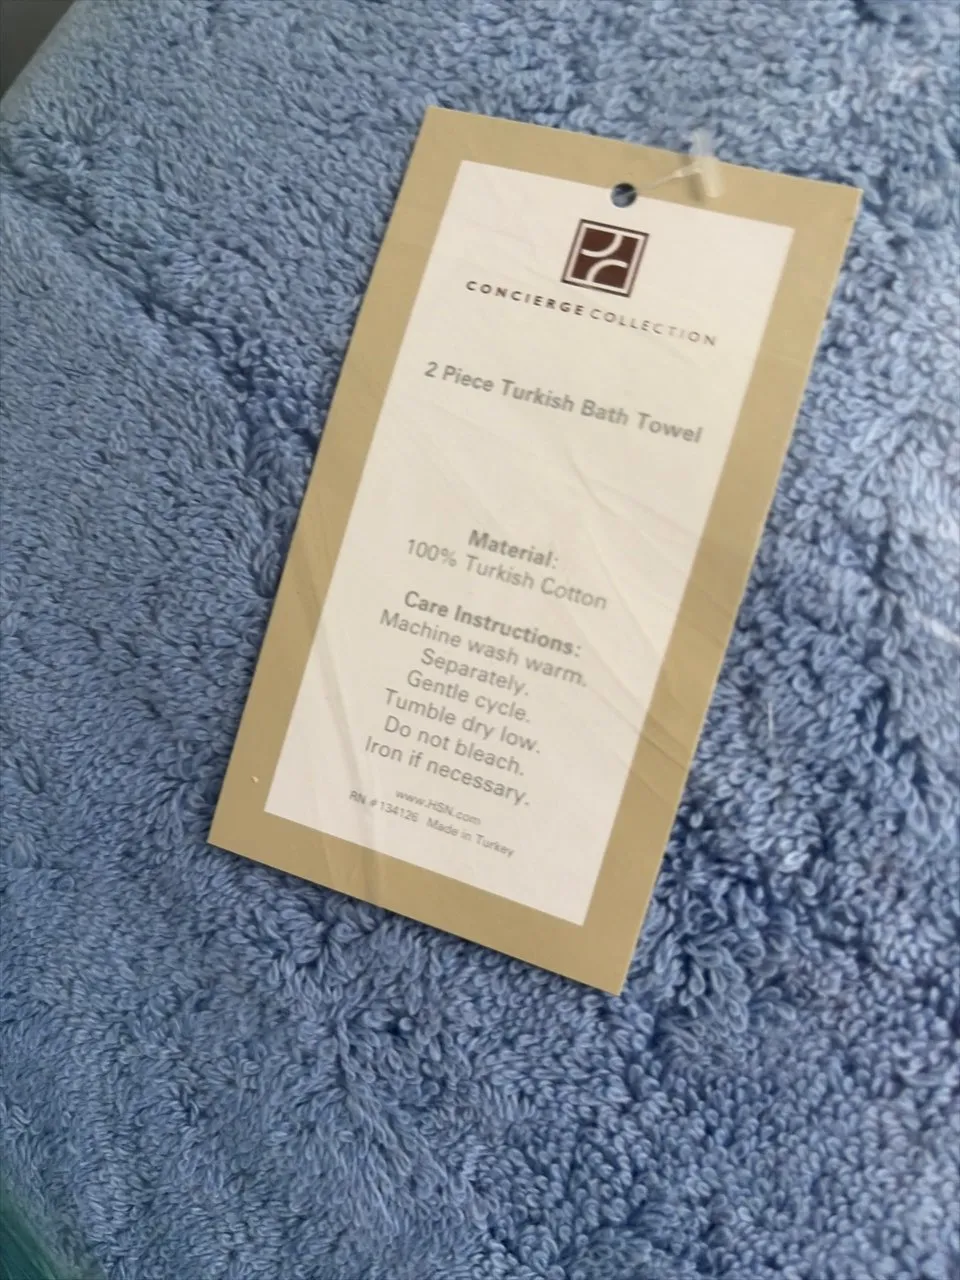 CONCIERGE COLLECTION
2 Piece Turkish Bath Towel
Material:
100% Turkish Cotton
Care Instructions:
Machine wash warm.
Separately.
Gentle cycle.
Tumble dry low.
Do not bleach.
Iron if necessary.
www.HSN.com
RN # 134126 Made in Turkey